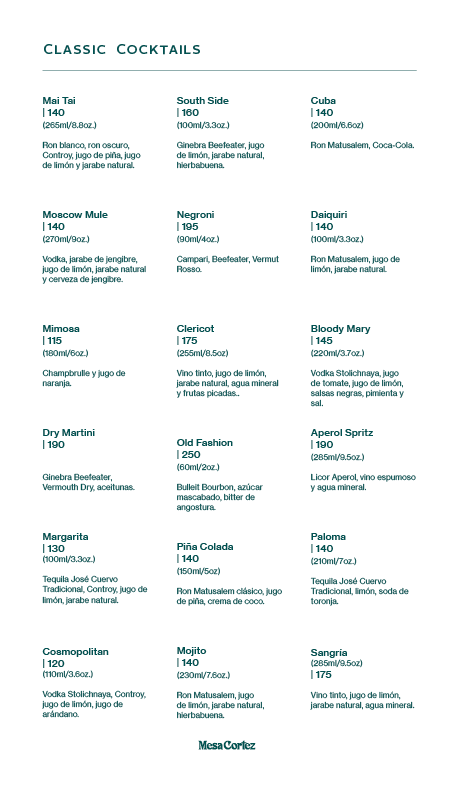 Classic Cocktails
Mai Tai
| 140
(265ml/8.8oz.)
Ron blanco, ron oscuro,
Controy, jugo de piña, jugo
de limón y jarabe natural.
South Side
| 160
(100ml/3.3oz.)
Ginebra Beefeater, jugo
de limón, jarabe natural,
hierbabuena.
Cuba
| 140
(200ml/6.6oz)
Ron Matusalem, Coca-Cola.
Moscow Mule
| 140
(270ml/9oz.)
Vodka, jarabe de jengibre,
jugo de limón, jarabe natural
y cerveza de jengibre.
Negroni
| 195
(90ml/4oz.)
Campari, Beefeater, Vermut
Rosso.
Daiquiri
| 140
(100ml/3.3oz.)
Ron Matusalem, jugo de
limón, jarabe natural.
Mimosa
| 115
(180ml/6oz.)
Champbrulle y jugo de
naranja.
Clericot
| 175
(255ml/8.5oz)
Vino tinto, jugo de limón,
jarabe natural, agua mineral
y frutas picadas..
Bloody Mary
| 145
(220ml/3.7oz.)
Vodka Stolichnaya, jugo
de tomate, jugo de limón,
salsas negras, pimienta y
sal.
Dry Martini
| 190
Ginebra Beefeater,
Vermouth Dry, aceitunas.
Old Fashion
| 250
(60ml/2oz.)
Bulleit Bourbon, azúcar
mascabado, bitter de
angostura.
Aperol Spritz
| 190
(285ml/9.5oz.)
Licor Aperol, vino espumoso
y agua mineral.
Margarita
| 130
(100ml/3.3oz.)
Tequila José Cuervo
Tradicional, Controy, jugo de
limón, jarabe natural.
Piña Colada
| 140
(150ml/5oz)
Ron Matusalem clásico, jugo
de piña, crema de coco.
Paloma
| 140
(210ml/7oz.)
Tequila José Cuervo
Tradicional, limón, soda de
toronja.
Cosmopolitan
| 120
(110ml/3.6oz.)
Vodka Stolichnaya, Controy,
jugo de limón, jugo de
arándano.
Mojito
| 140
(230ml/7.6oz.)
Ron Matusalem, jugo
de limón, jarabe natural,
hierbabuena.
Sangría
(285ml/9.5oz)
| 175
Vino tinto, jugo de limón,
jarabe natural, agua mineral.
MesaCortez